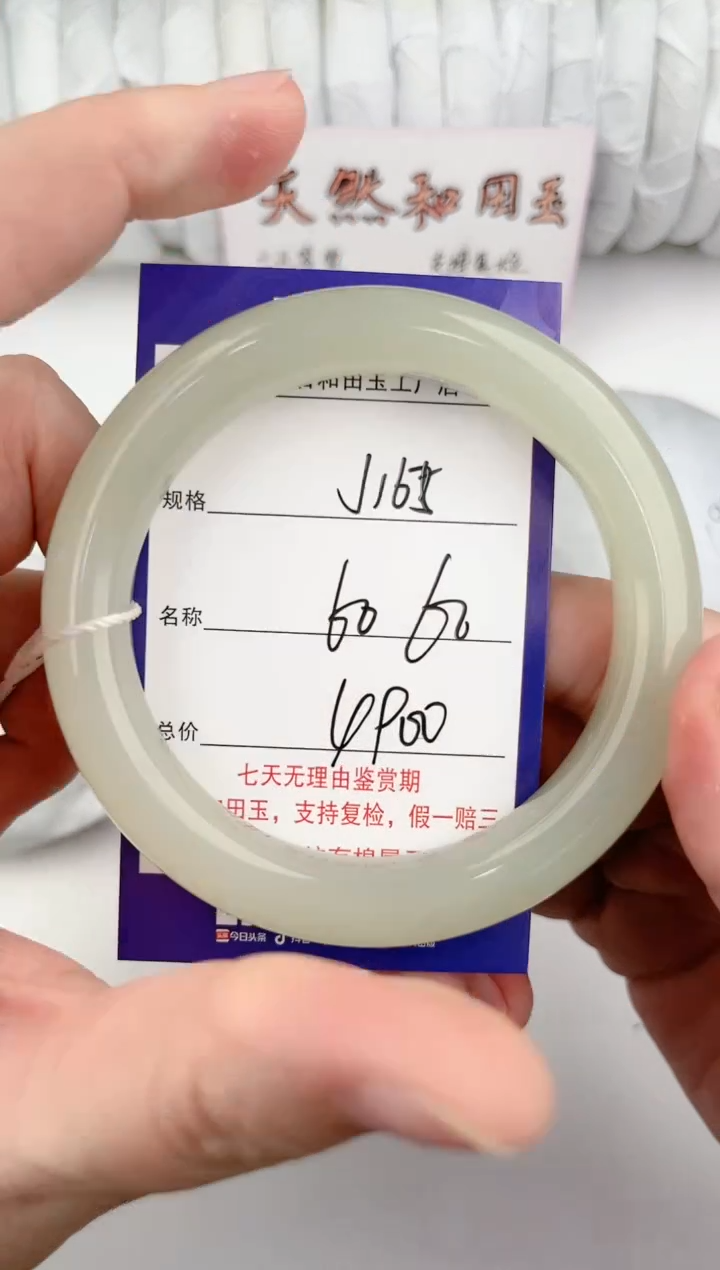 天然和田玉
和田玉工厂店
规格
名称 60 60
总价 4900
七天无理由鉴赏期
田玉，支持复检，假一赔三
今日头条